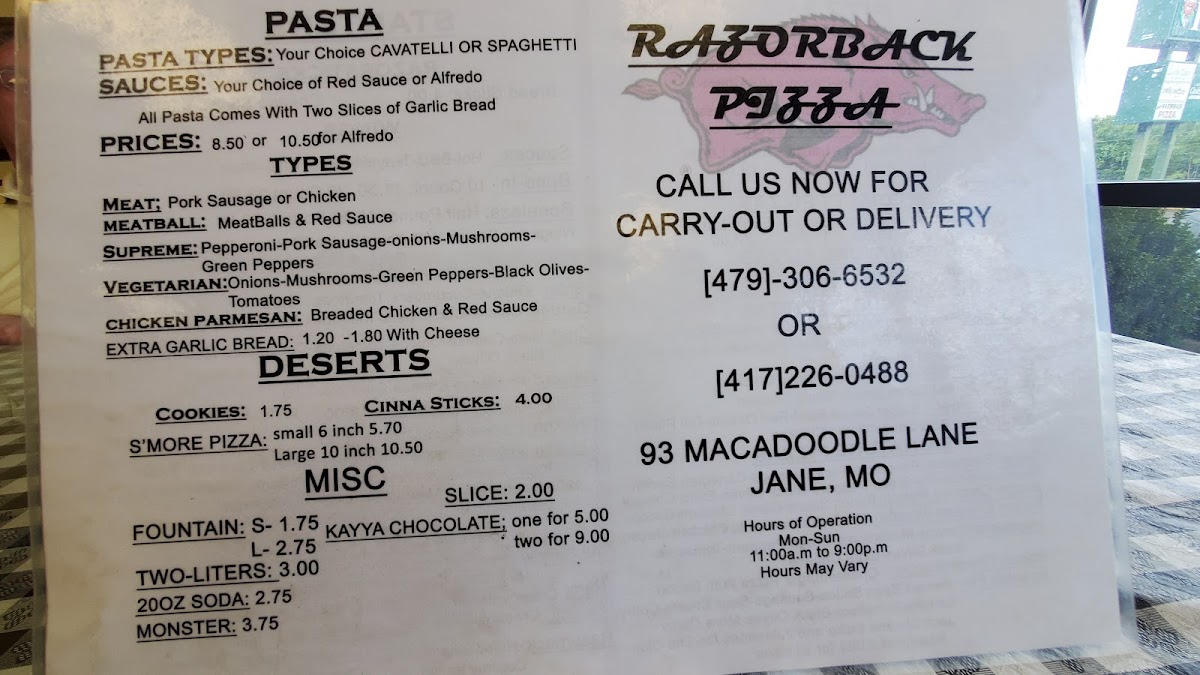 PASTA
PASTA TYPES: Your Choice CAVATELLI OR SPAGHETTI
SAUCES: Your Choice of Red Sauce or Alfredo
All Pasta Comes With Two Slices of Garlic Bread
PRICES: 8.50 or 10.50 for Alfredo
TYPES
MEAT; Pork Sausage or Chicken
MEATBALL: MeatBalls & Red Sauce
SUPREME: Pepperoni-Pork Sausage-onions-Mushrooms-
Green Peppers
VEGETARIAN: Onions-Mushrooms-Green Peppers-Black Olives-
Tomatoes
CHICKEN PARMESAN: Breaded Chicken & Red Sauce
EXTRA GARLIC BREAD: 1.20 -1.80 With Cheese
DESERTS
COOKIES: 1.75 CINNA STICKS: 4.00
S'MORE PIZZA: small 6 inch 5.70
Large 10 inch 10.50
MISC
SLICE: 2.00
FOUNTAIN: S- 1.75
L- 2.75
KAYYA CHOCOLATE; one for 5.00
two for 9.00
TWO-LITERS: 3.00
20OZ SODA: 2.75
MONSTER: 3.75
RAZORBACK
PIZZA
CALL US NOW FOR
CARRY-OUT OR DELIVERY
[479]-306-6532
OR
[417]226-0488
93 MACADOODLE LANE
JANE, MO
Hours of Operation
Mon-Sun
11:00a.m to 9:00p.m
Hours May Vary
PIZZA